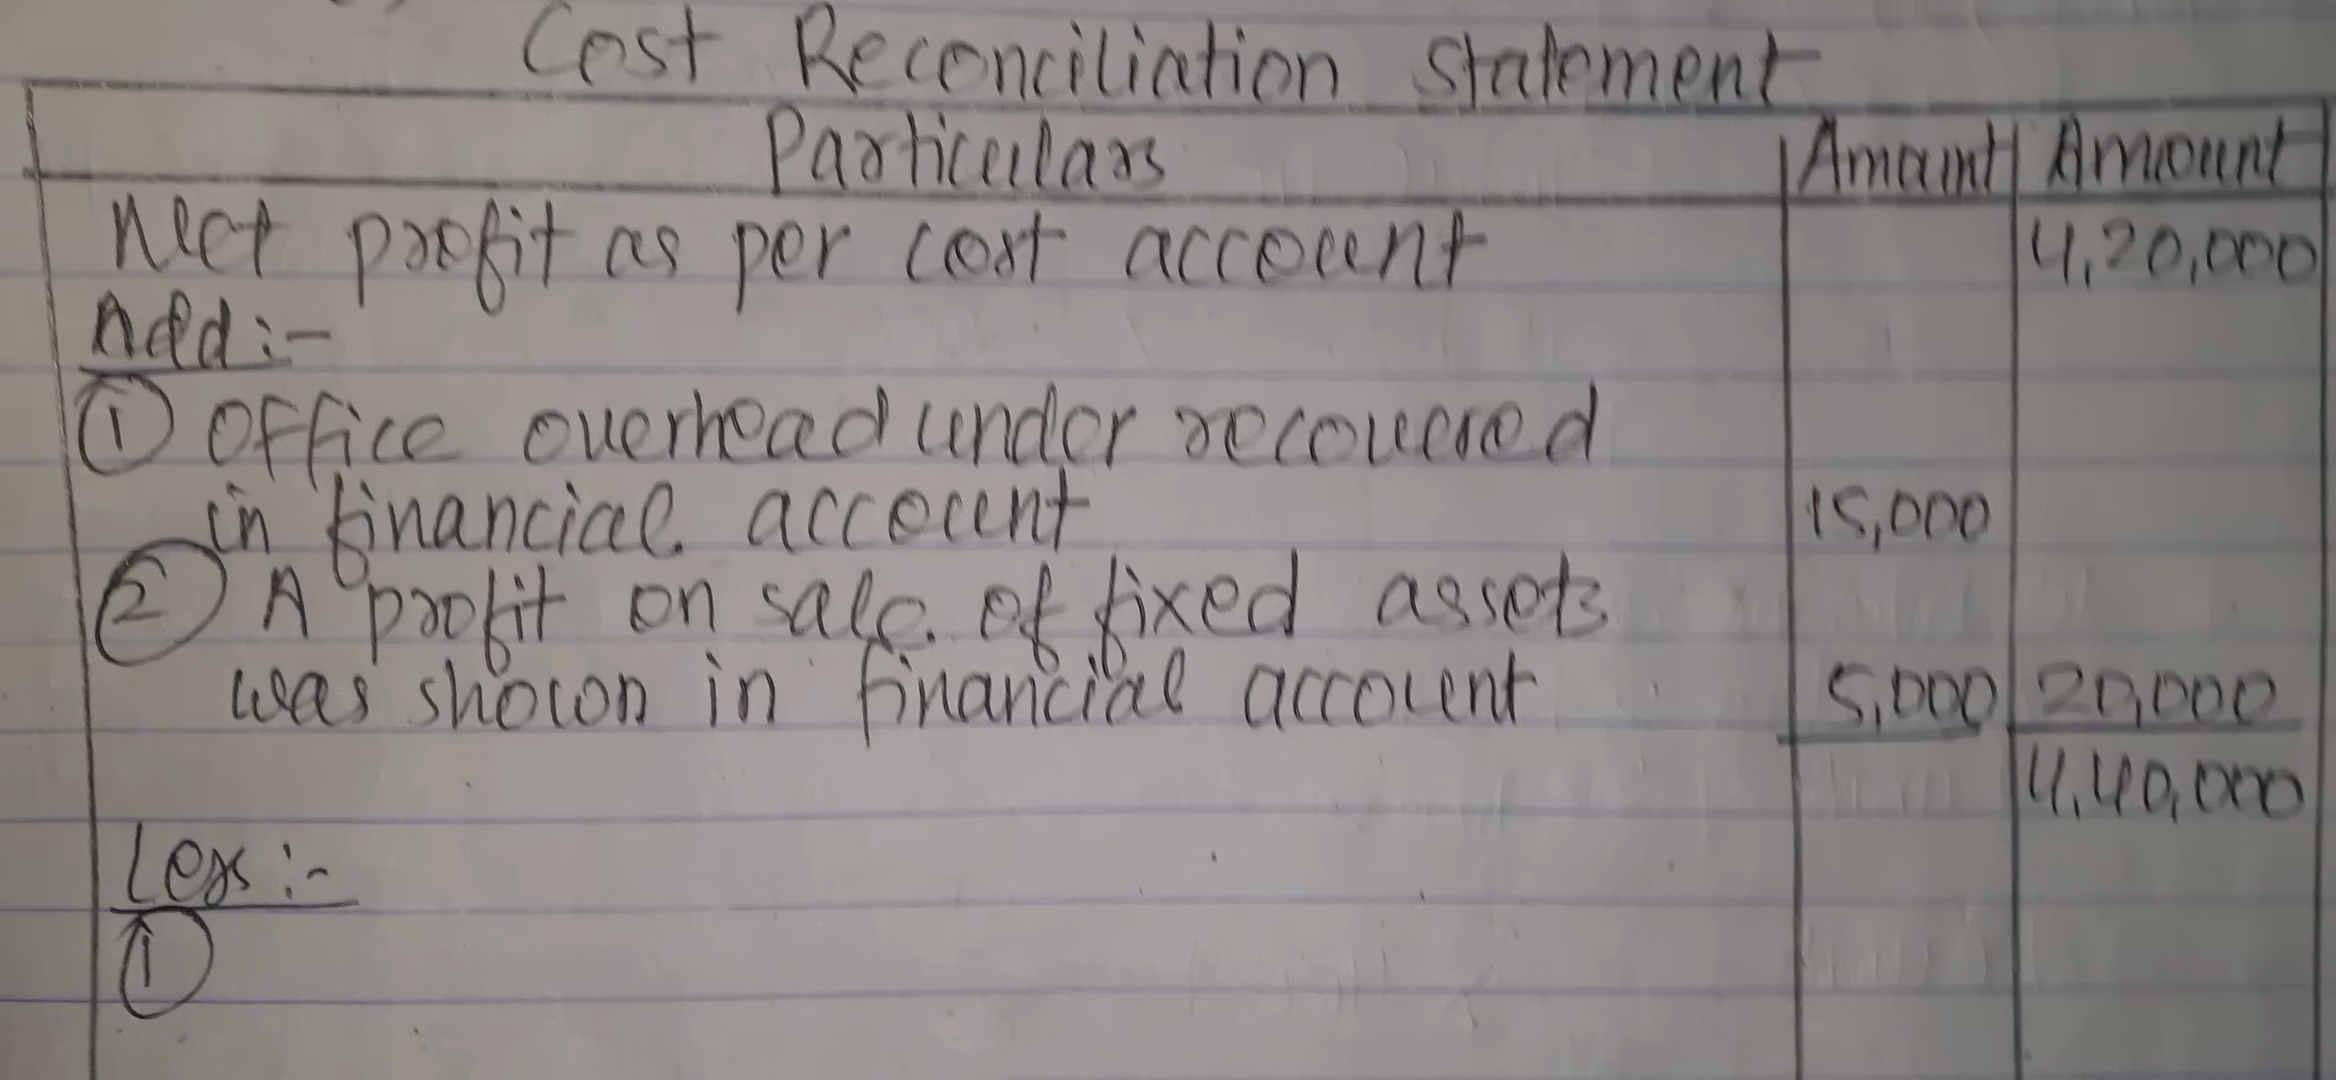 Cost Reconciliation Statement
Particulars Amount Amount
Net profit as per cost account 4,20,000
Add:-
① Office overhead under recovered
in financial account 15,000
② A profit on sale of fixed assets
was shown in financial account 5,000 20,000
4,40,000
Less:-
①